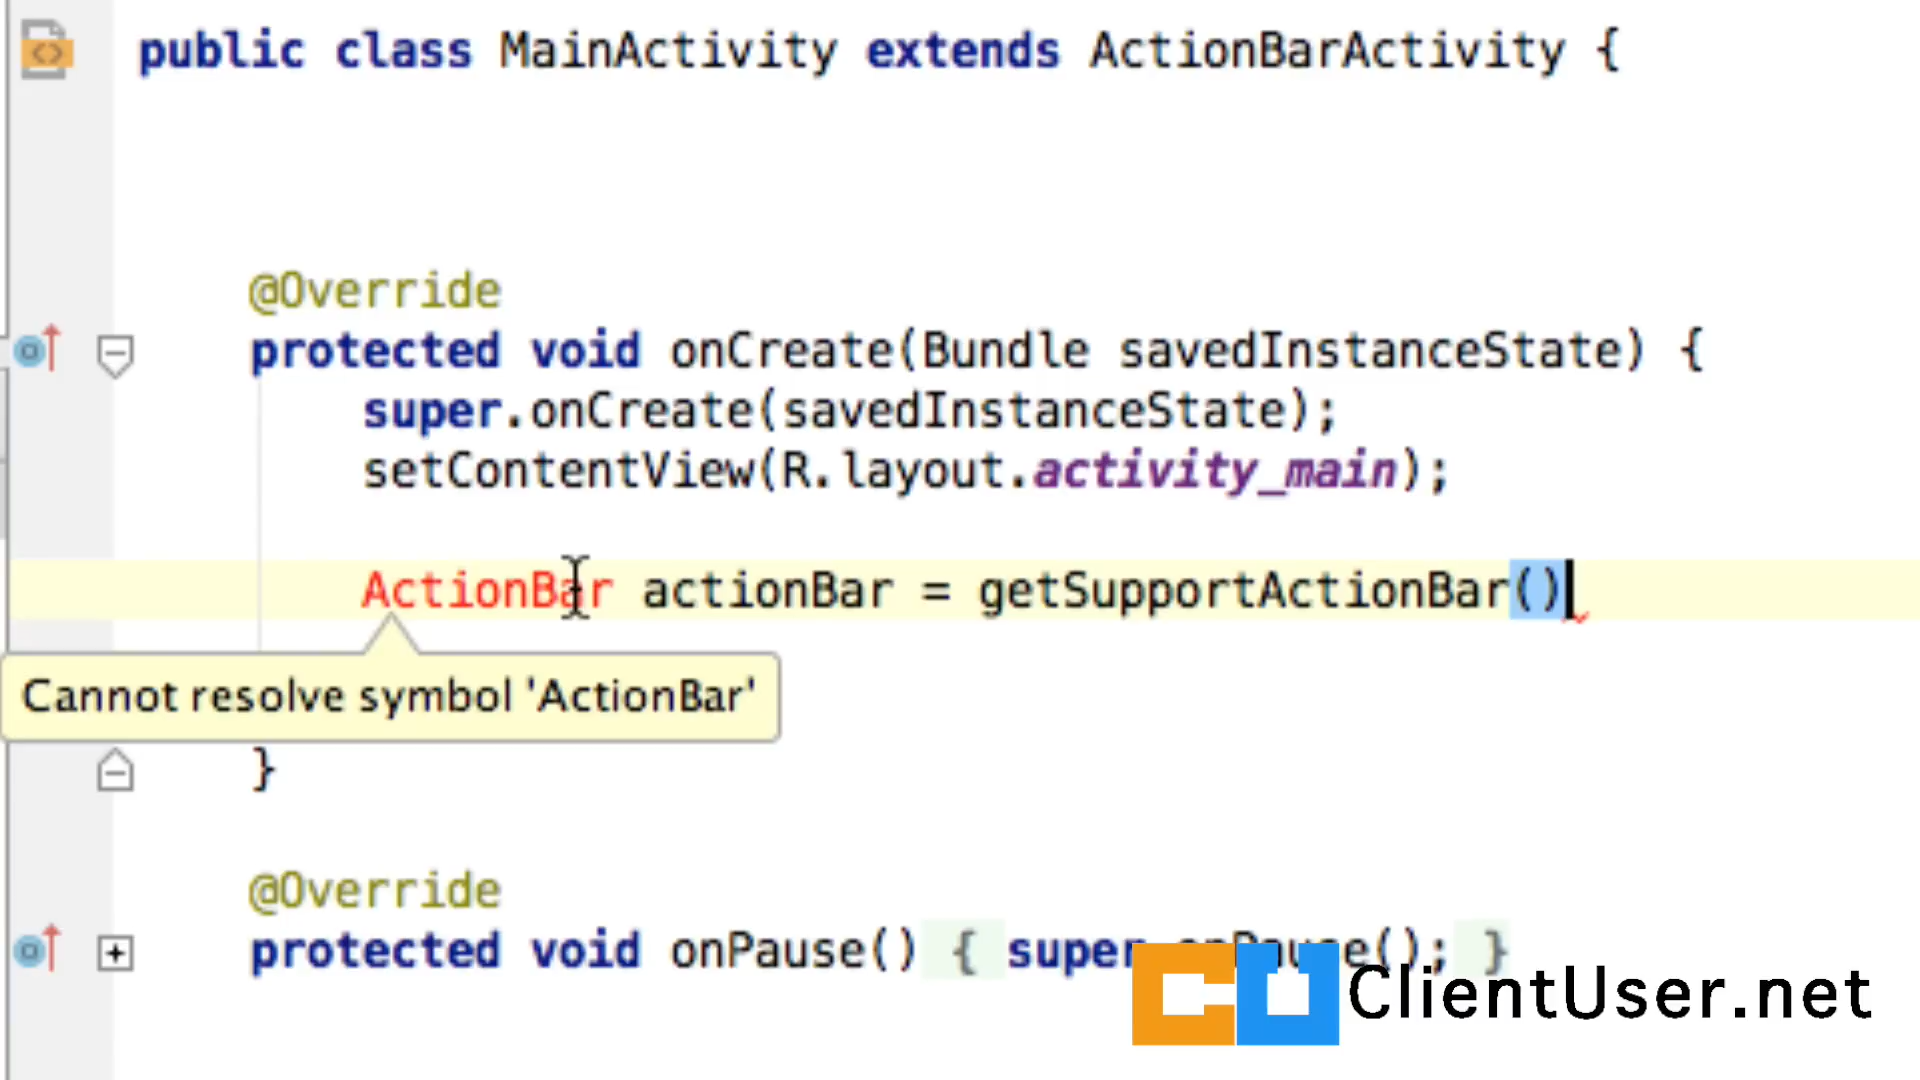 public class MainActivity extends ActionBarActivity {
@Override
protected void onCreate(Bundle savedInstanceState) {
super.onCreate(savedInstanceState);
setContentView(R.layout.activity_main);
ActionBar actionBar = getSupportActionBar()
Cannot resolve symbol 'ActionBar'
}
@Override
protected void onPause() { super.onPause(); }
ClientUser.net